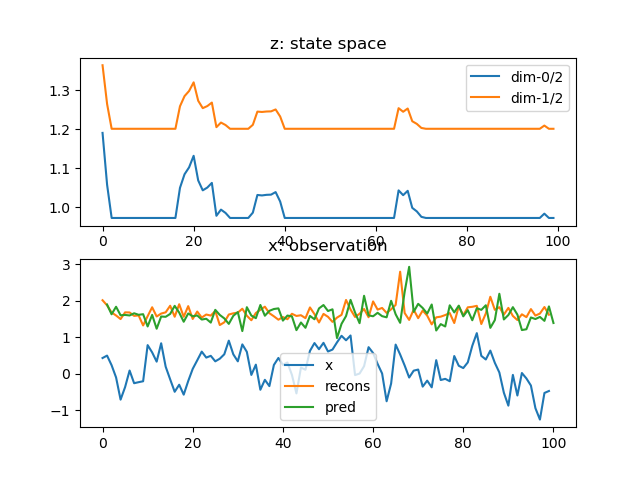 z: state space
1.3
1.2
1.1
1.0
dim-0/2
dim-1/2
0 20 40 60 80 100
x: observation
3
2
1
0
−1
x
recons
pred
0 20 40 60 80 100